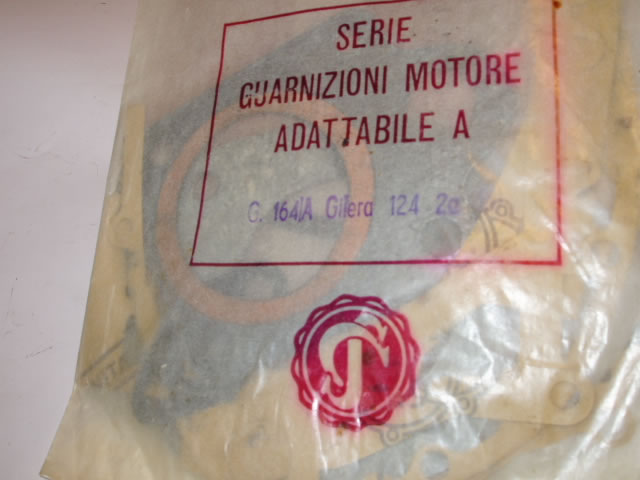 SERIE
GUARNIZIONI MOTORE
ADATTABILE A
G. 164/A Gilera 124 2a